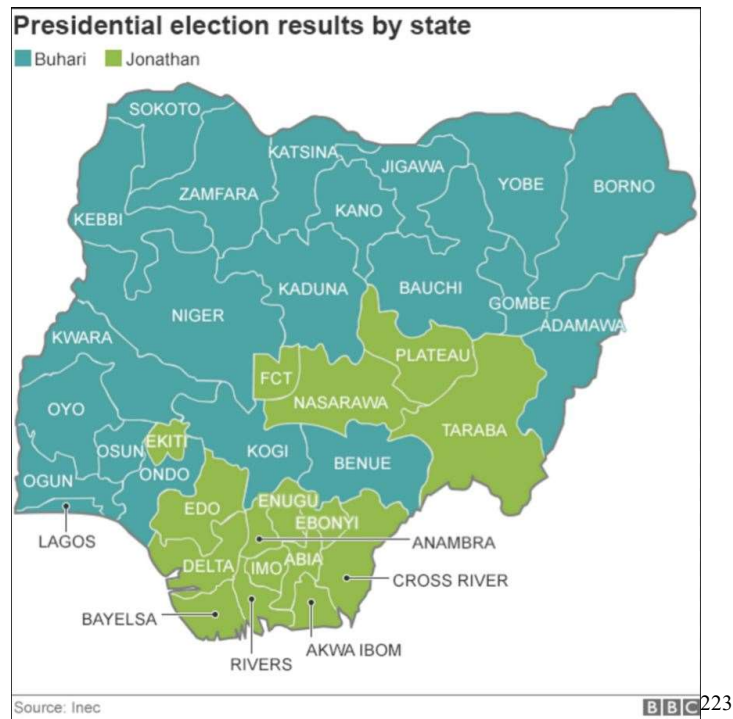 Presidential election results by state
Buhari Jonathan
SOKOTO
KATSINA
JIGAWA
YOBE
BORNO
ZAMFARA
KANO
KEBBI
KADUNA
BAUCHI
GOMBE
NIGER
ADAMAWA
KWARA
PLATEAU
FCT
NASARAWA
OYO
TARABA
EKITI
OSUN
KOGI
BENUE
ONDO
OGUN
ENUGU
EDO
EBONYI
LAGOS
ANAMBRA
ABIA
DELTA
IMO
CROSS RIVER
BAYELSA
AKWA IBOM
RIVERS
Source: Inec
BBC
223